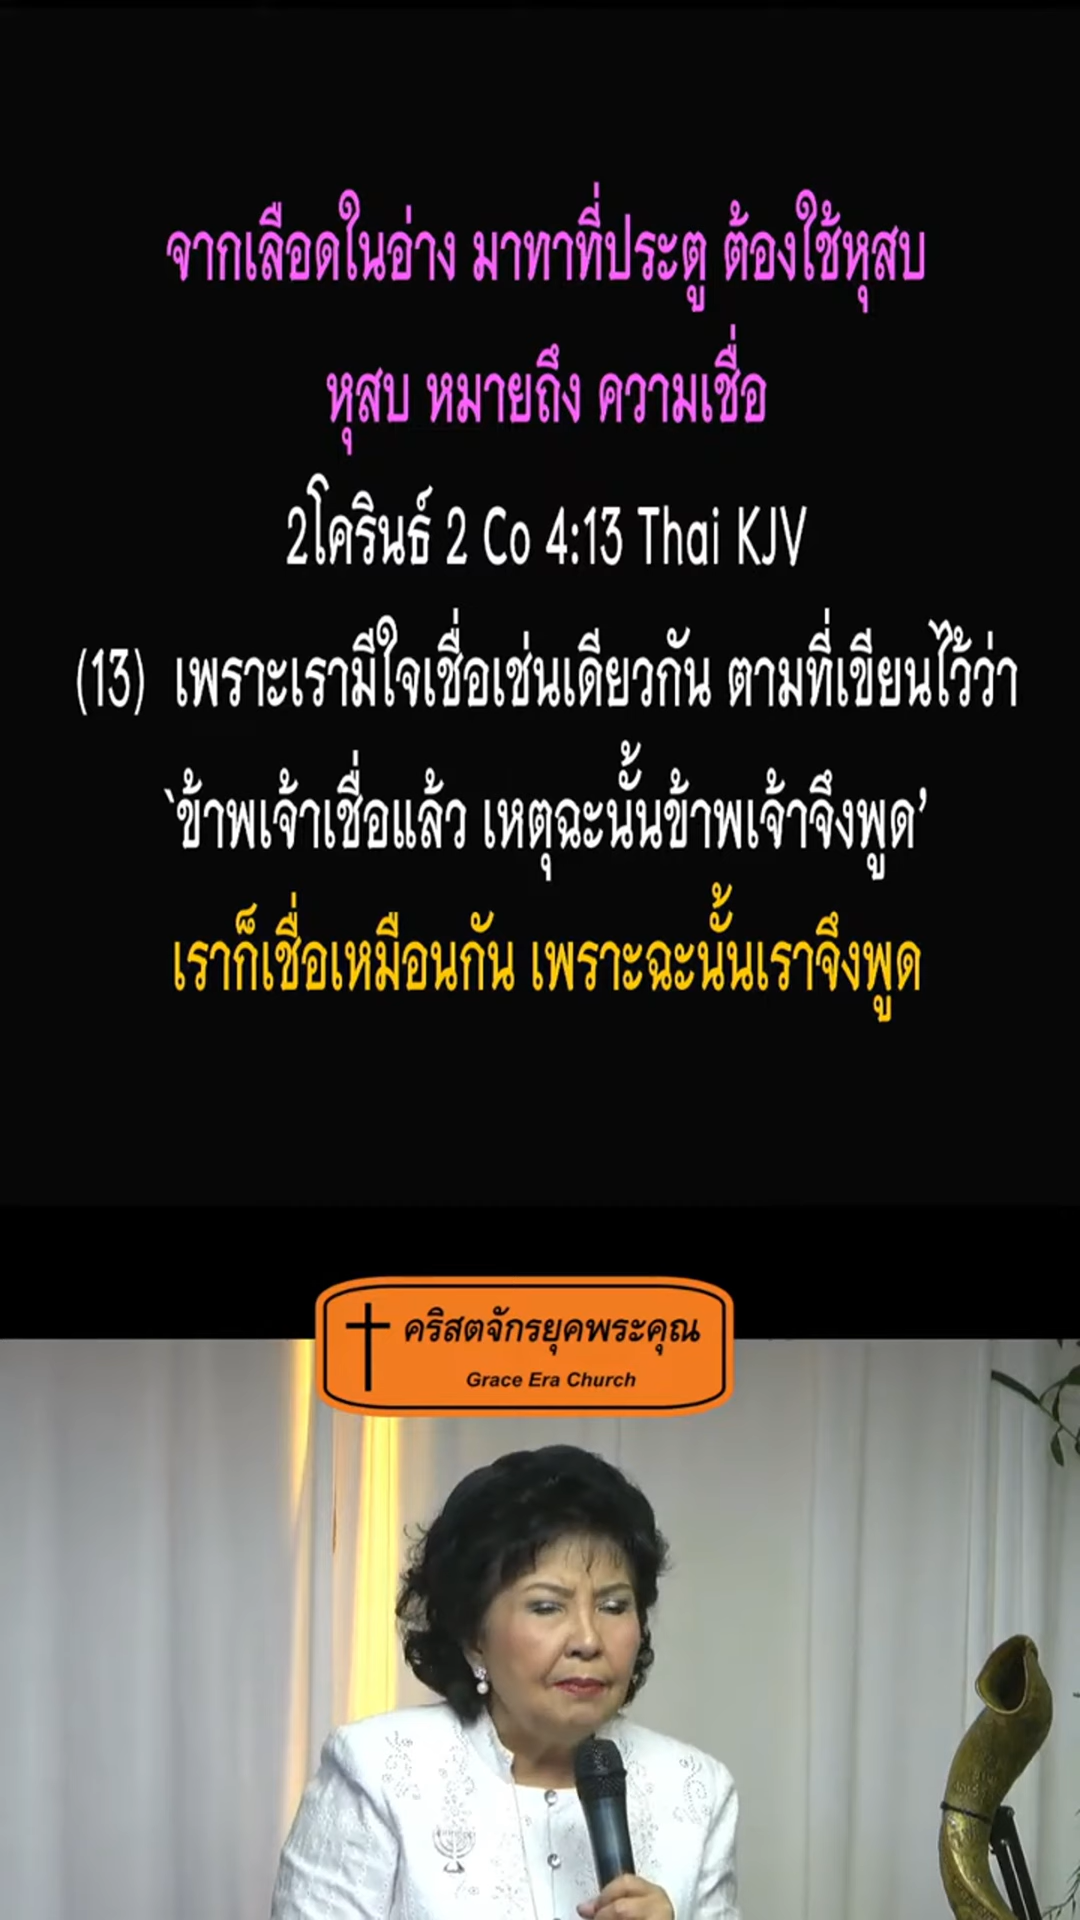 จากเลือดในอ่าง มาทาที่ประตู ต้องใช้หุสบ
หุสบ หมายถึง ความเชื่อ
2โครินธ์ 2 Co 4:13 Thai KJV
(13) เพราะเรามีใจเชื่อเช่นเดียวกัน ตามที่เขียนไว้ว่า
`ข้าพเจ้าเชื่อแล้ว เหตุฉะนั้นข้าพเจ้าจึงพูด’
เราก็เชื่อเหมือนกัน เพราะฉะนั้นเราจึงพูด
คริสตจักรยุคพระคุณ
Grace Era Church